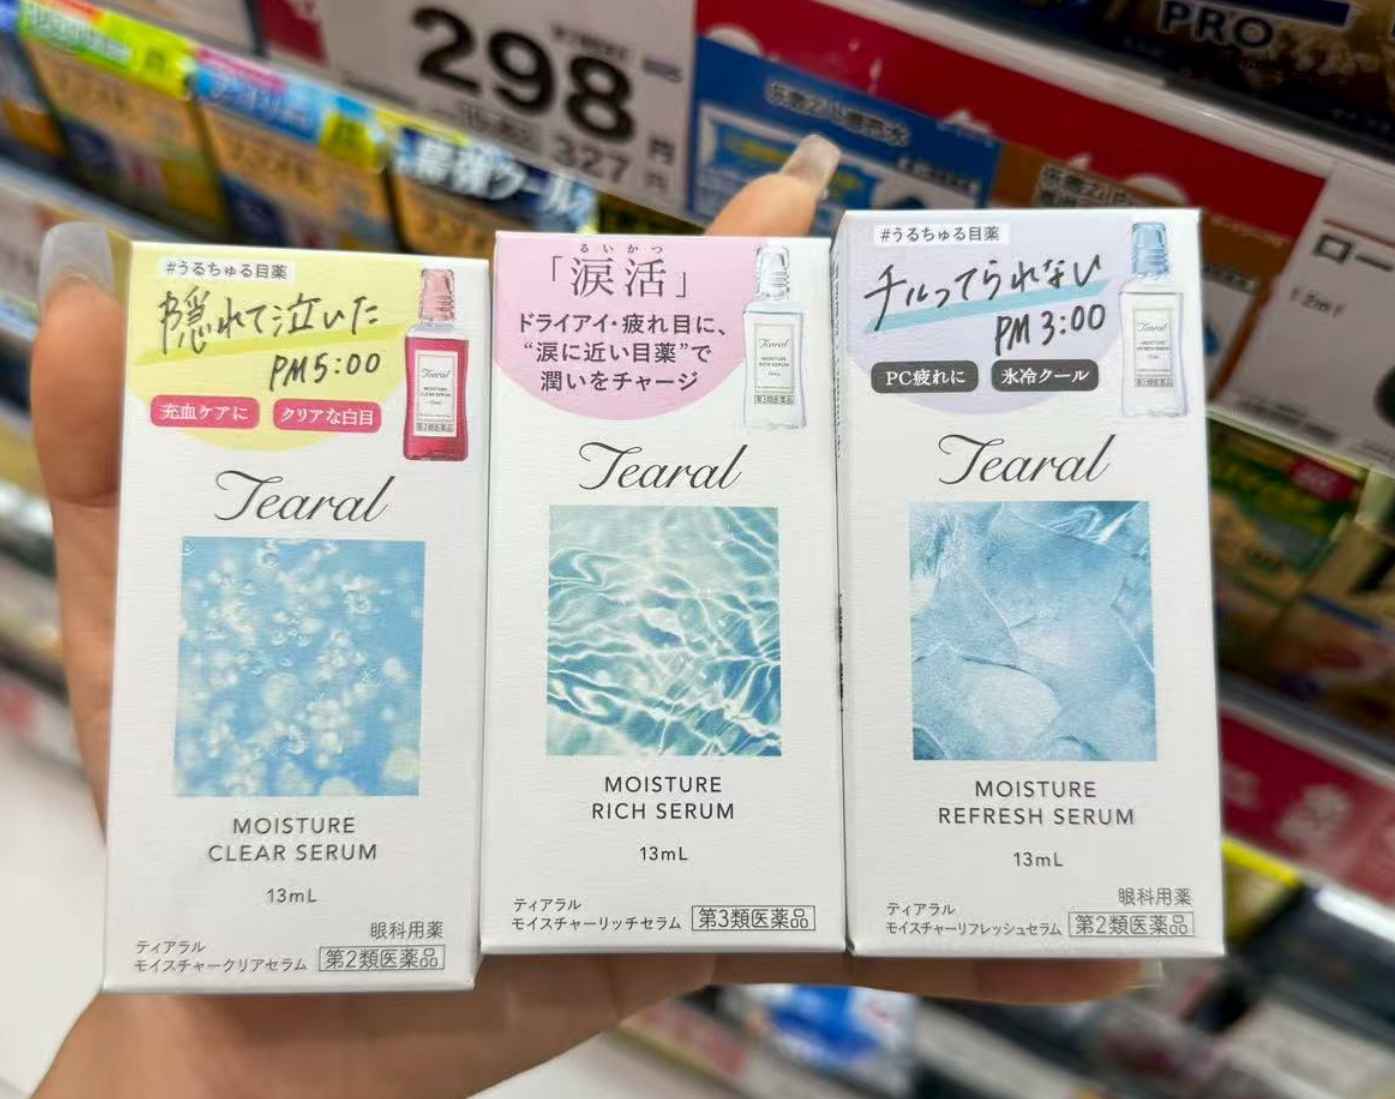 PRO
298
円
327
円
最強クール
#うるちゅる目薬
隠れて泣いた
PM5:00
充血ケアに
クリアな白目
Tearal
MOISTURE
CLEAR SERUM
13mL
眼科用薬
ティアラル
モイスチャークリアセラム
第2類医薬品
るいかつ
「涙活」
ドライアイ・疲れ目に、
“涙に近い目薬”で
潤いをチャージ
Tearal
MOISTURE
RICH SERUM
13mL
ティアラル
モイスチャーリッチセラム
第3類医薬品
#うるちゅる目薬
チルってられない
PM 3:00
PC疲れに
氷冷クール
Tearal
MOISTURE
REFRESH SERUM
13mL
眼科用薬
ティアラル
モイスチャーリフレッシュセラム
第2類医薬品